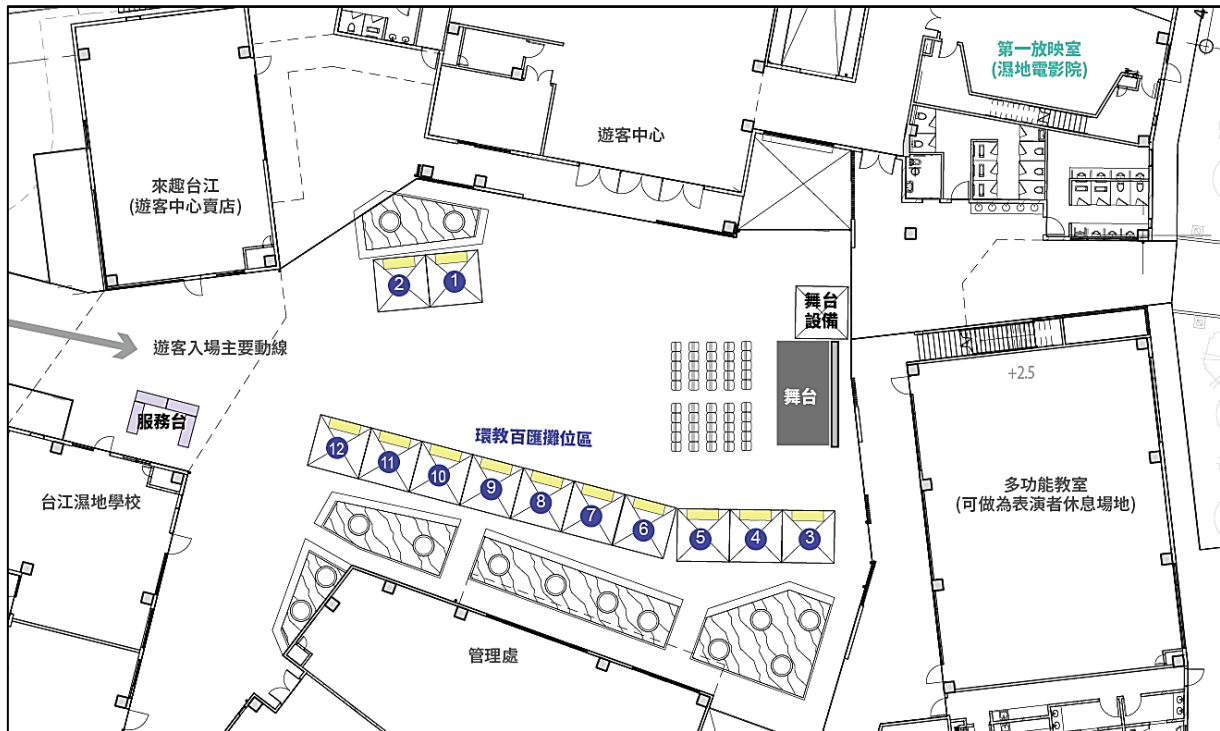 第一放映室
(濕地電影院)
遊客中心
來趣台江
(遊客中心賣店)
2
1
舞台
設備
遊客入場主要動線
+2.5
舞台
服務台
環教百匯攤位區
12
11
10
9
8
7
6
5
4
3
台江濕地學校
多功能教室
(可做為表演者休息場地)
管理處